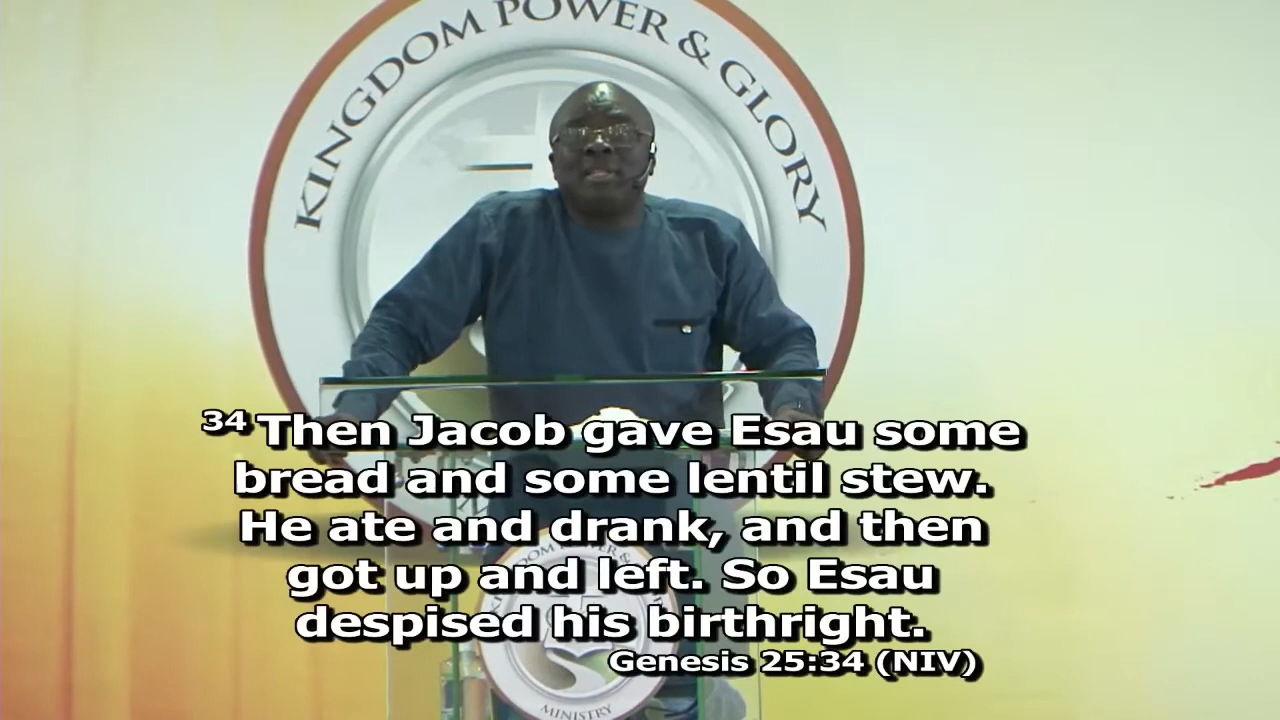 KINGDOM POWER & GLORY
34 Then Jacob gave Esau some
bread and some lentil stew.
He ate and drank, and then
got up and left. So Esau
despised his birthright.
Genesis 25:34 (NIV)
MINISTRY